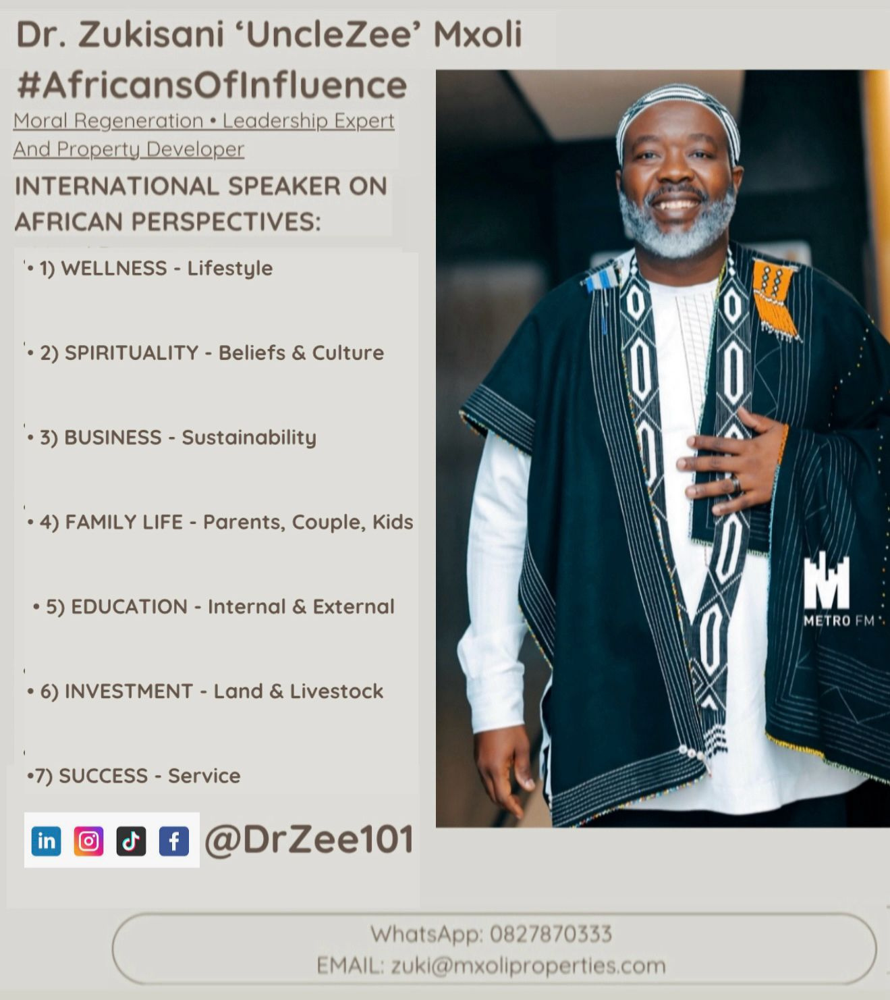 Dr. Zukisani ‘UncleZee’ Mxoli
#AfricansOfInfluence
Moral Regeneration • Leadership Expert
And Property Developer
INTERNATIONAL SPEAKER ON
AFRICAN PERSPECTIVES:
• 1) WELLNESS - Lifestyle
• 2) SPIRITUALITY - Beliefs & Culture
• 3) BUSINESS - Sustainability
• 4) FAMILY LIFE - Parents, Couple, Kids
• 5) EDUCATION - Internal & External
• 6) INVESTMENT - Land & Livestock
•7) SUCCESS - Service
in f @DrZee101
METRO FM
WhatsApp: 0827870333
EMAIL: zuki@mxoliproperties.com